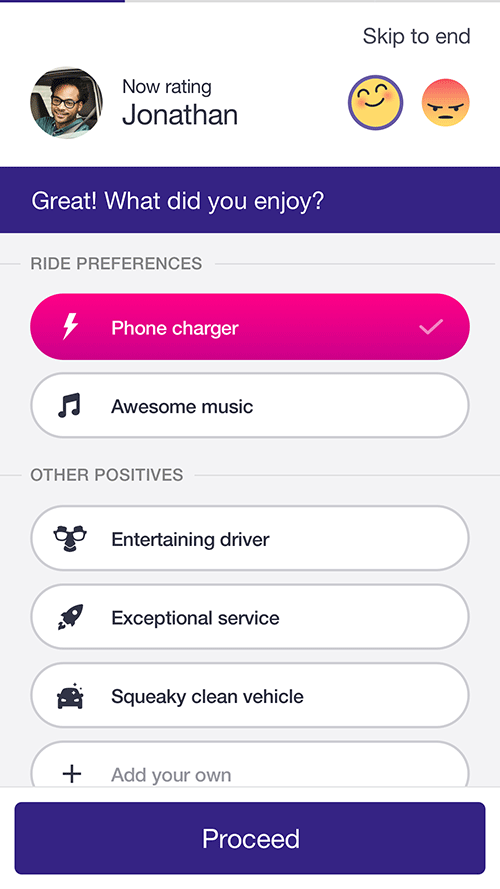 Skip to end
Now rating
Jonathan
Great! What did you enjoy?
RIDE PREFERENCES
Phone charger
Awesome music
OTHER POSITIVES
Entertaining driver
Exceptional service
Squeaky clean vehicle
Add your own
Proceed